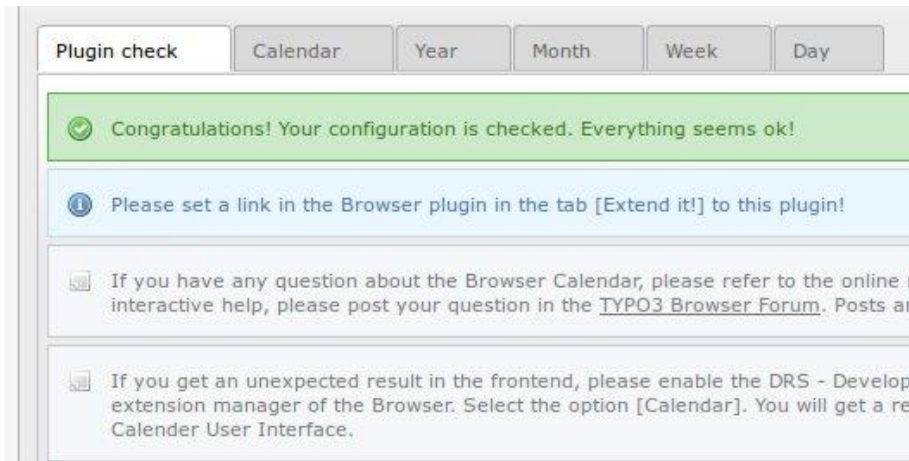 Plugin check Calendar Year Month Week Day
Congratulations! Your configuration is checked. Everything seems ok!
Please set a link in the Browser plugin in the tab [Extend it!] to this plugin!
If you have any question about the Browser Calendar, please refer to the online
interactive help, please post your question in the TYPO3 Browser Forum. Posts
If you get an unexpected result in the frontend, please enable the DRS - Develop
extension manager of the Browser. Select the option [Calendar]. You will get a
Calender User Interface.